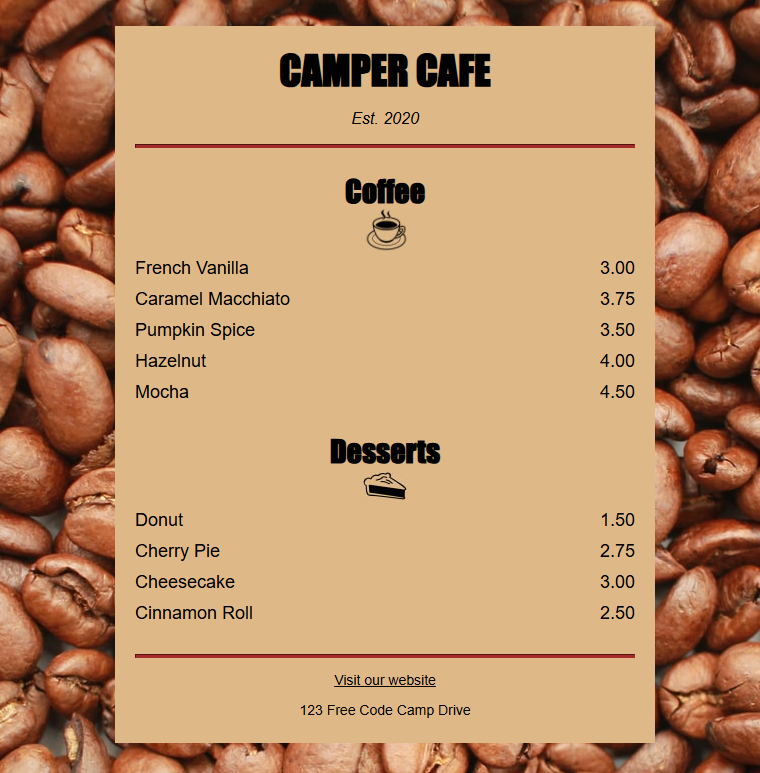 CAMPER CAFE
Est. 2020
Coffee
French Vanilla 3.00
Caramel Macchiato 3.75
Pumpkin Spice 3.50
Hazelnut 4.00
Mocha 4.50
Desserts
Donut 1.50
Cherry Pie 2.75
Cheesecake 3.00
Cinnamon Roll 2.50
Visit our website
123 Free Code Camp Drive